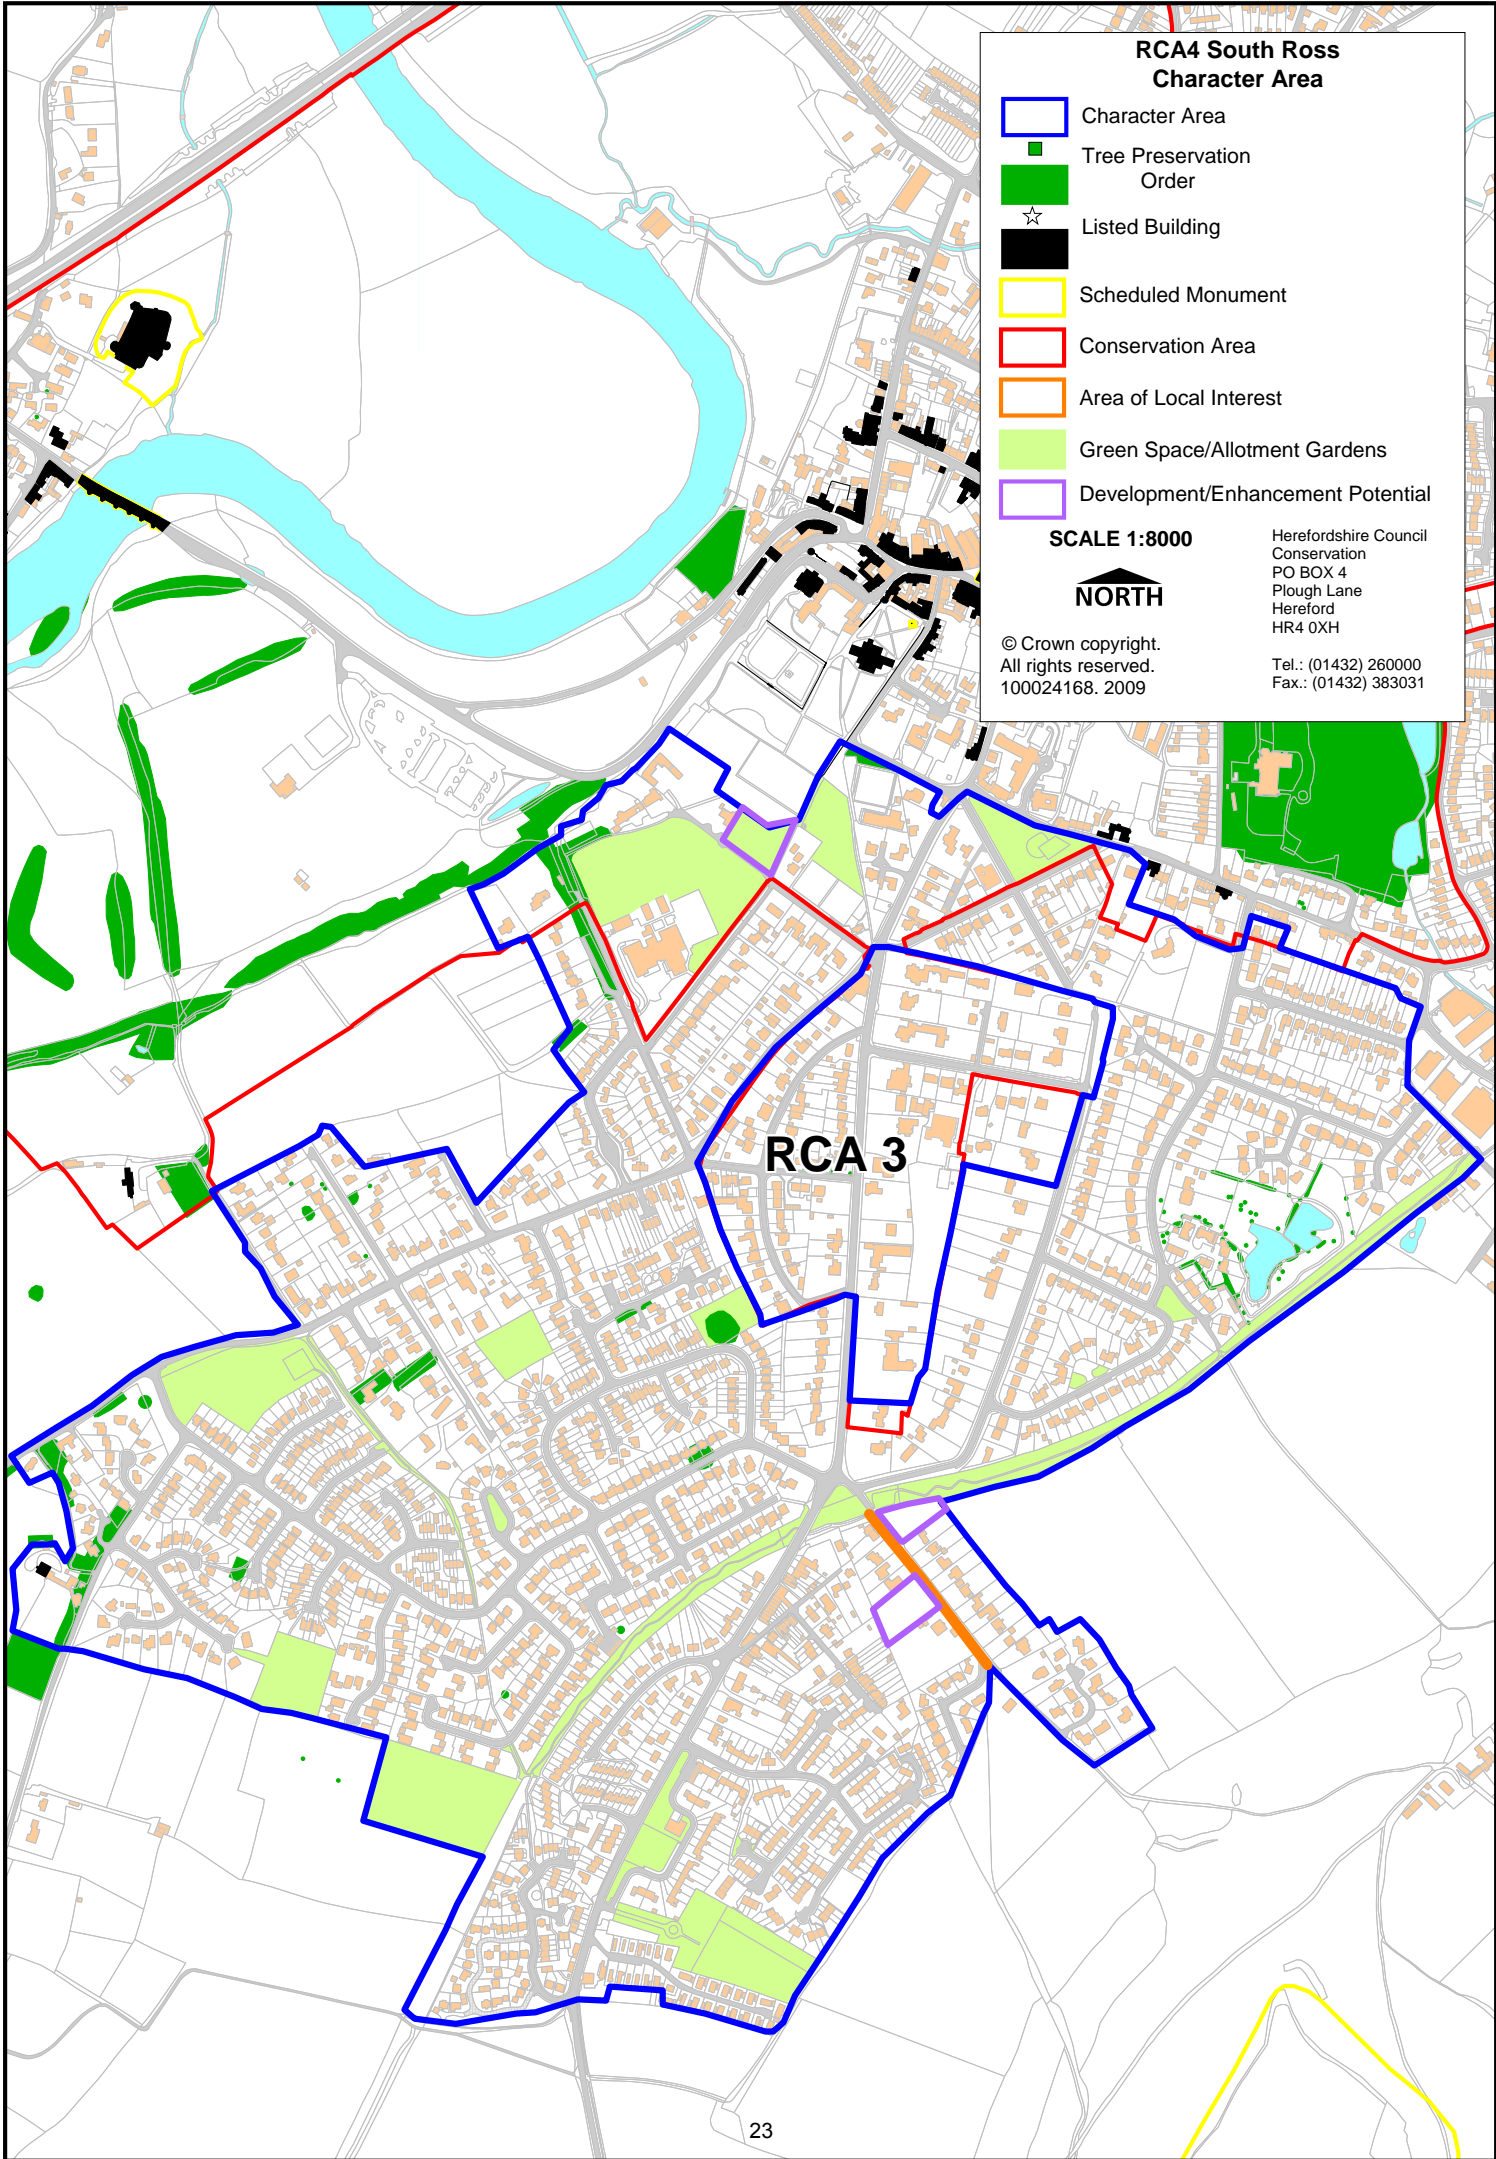 RCA4 South Ross
Character Area
Character Area
Tree Preservation
Order
Listed Building
Scheduled Monument
Conservation Area
Area of Local Interest
Green Space/Allotment Gardens
Development/Enhancement Potential
SCALE 1:8000
NORTH
© Crown copyright.
All rights reserved.
100024168. 2009
Herefordshire Council
Conservation
PO BOX 4
Plough Lane
Hereford
HR4 0XH
Tel.: (01432) 260000
Fax.: (01432) 383031
RCA 3
23